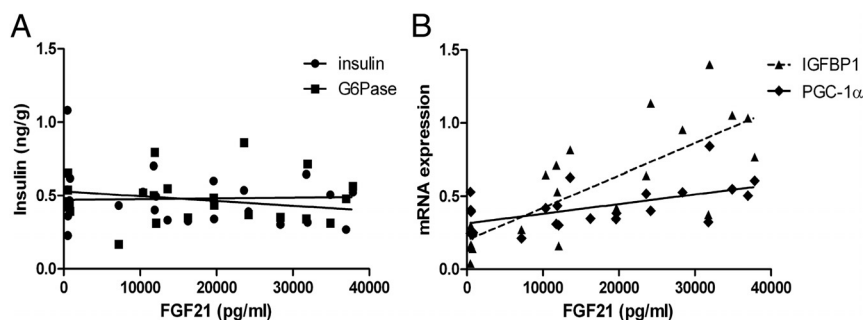 A
Insulin (ng/g)
1.5
1.0
0.5
0.0
insulin
G6Pase
0 10000 20000 30000 40000
FGF21 (pg/ml)
B
mRNA expression
1.5
1.0
0.5
0.0
IGFBP1
PGC-1α
0 10000 20000 30000 40000
FGF21 (pg/ml)